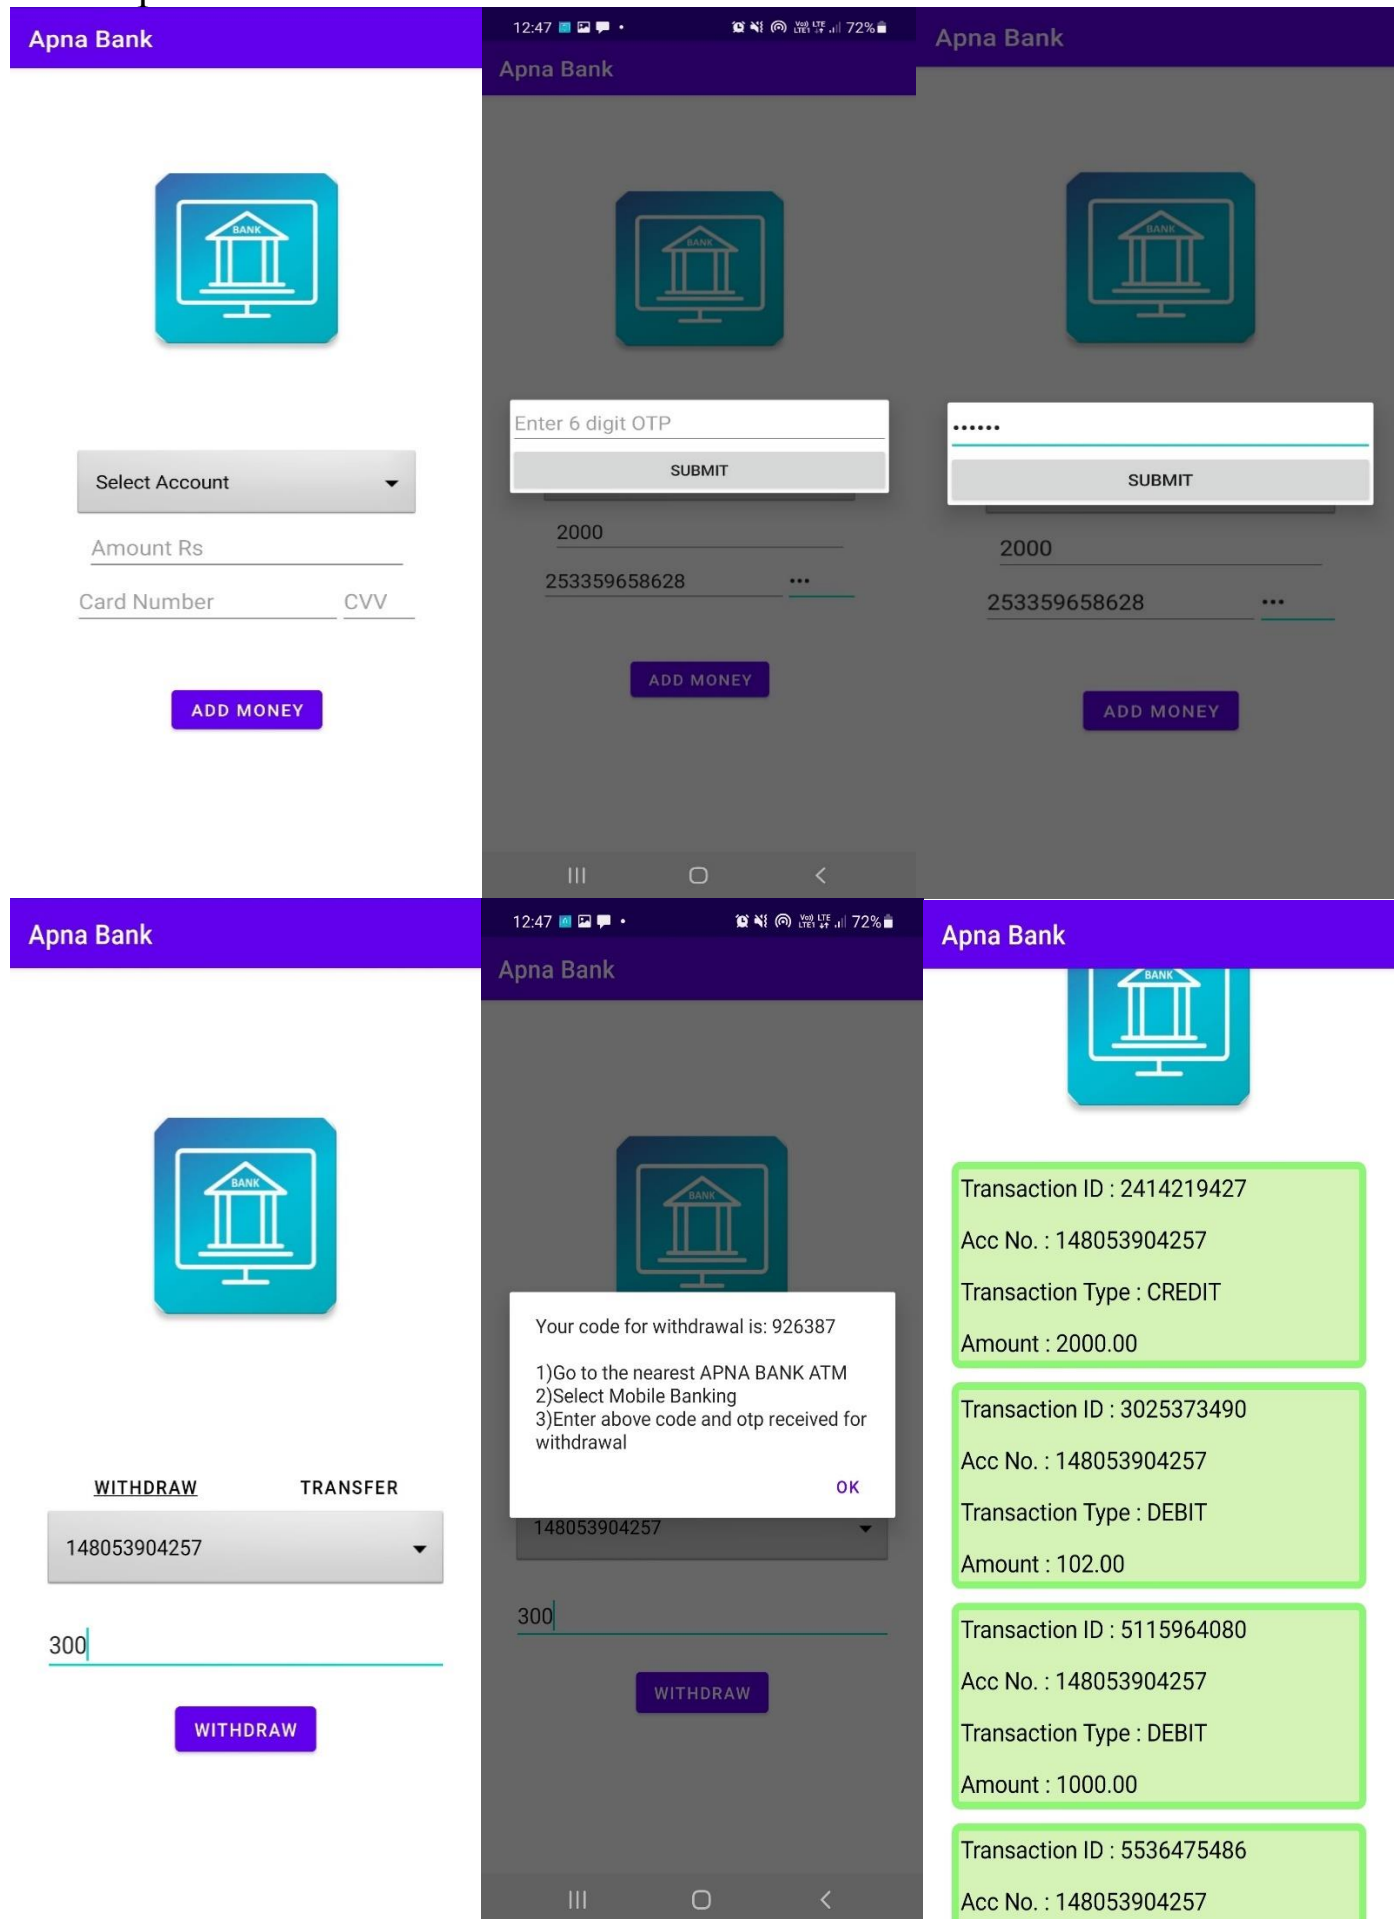 Apna Bank
BANK
Select Account
Amount Rs
Card Number CVV
ADD MONEY
12:47 72%
Apna Bank
BANK
Enter 6 digit OTP
SUBMIT
2000
253359658628 •••
ADD MONEY
Apna Bank
BANK
••••••
SUBMIT
2000
253359658628 •••
ADD MONEY
Apna Bank
BANK
WITHDRAW TRANSFER
148053904257
300
WITHDRAW
12:47 72%
Apna Bank
BANK
Your code for withdrawal is: 926387
1)Go to the nearest APNA BANK ATM
2)Select Mobile Banking
3)Enter above code and otp received for
withdrawal
OK
148053904257
300
WITHDRAW
Apna Bank
BANK
Transaction ID : 2414219427
Acc No. : 148053904257
Transaction Type : CREDIT
Amount : 2000.00
Transaction ID : 3025373490
Acc No. : 148053904257
Transaction Type : DEBIT
Amount : 102.00
Transaction ID : 5115964080
Acc No. : 148053904257
Transaction Type : DEBIT
Amount : 1000.00
Transaction ID : 5536475486
Acc No. : 148053904257